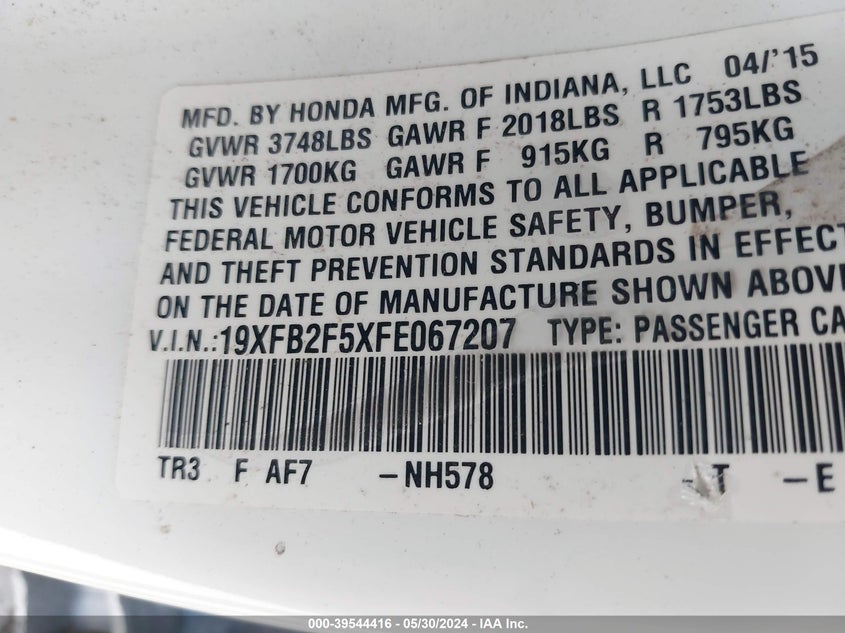 MFD. BY HONDA MFG. OF INDIANA, LLC 04/'15
GVWR 3748LBS GAWR F 2018LBS R 1753LBS
GVWR 1700KG GAWR F 915KG R 795KG
THIS VEHICLE CONFORMS TO ALL APPLICABLE
FEDERAL MOTOR VEHICLE SAFETY, BUMPER,
AND THEFT PREVENTION STANDARDS IN EFFECT
ON THE DATE OF MANUFACTURE SHOWN ABOVE
V.I.N.:19XFB2F5XFE067207 TYPE: PASSENGER CA
TR3 F AF7 -NH578 -T -E
000-39544416 | 05/30/2024 - IAA Inc.